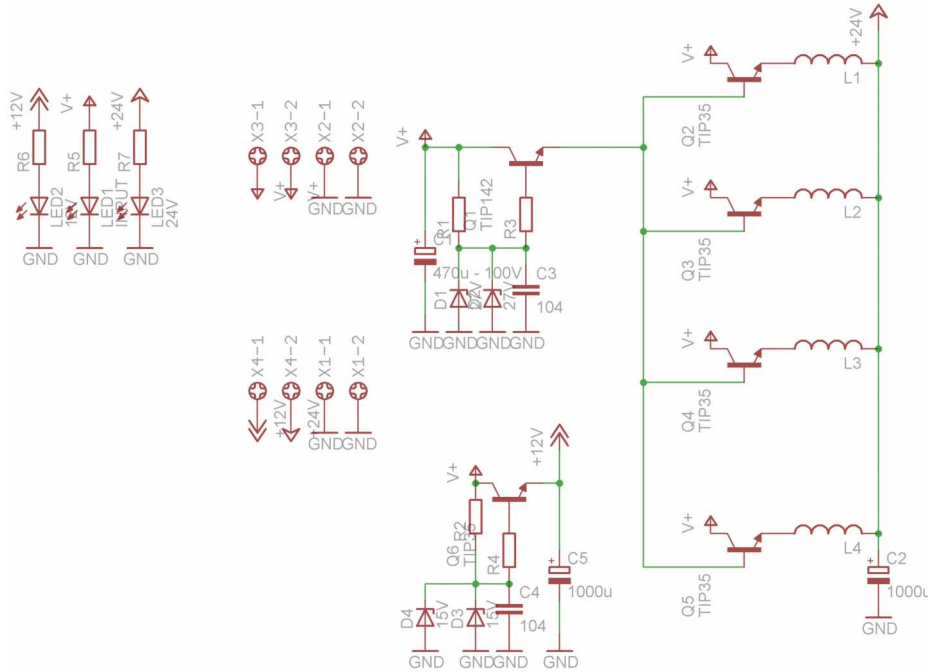 +12V
V+
+24V
R6
R5
R7
LED2
12V
LED1
INPUT
LED3
24V
GND
GND
GND
X3-1
X3-2
X2-1
X2-2
V+
V+
GND
GND
X4-1
X4-2
X1-1
X1-2
+12V
+24V
GND
GND
V+
R1
Q1
TIP142
R3
C1
470u - 100V
D1
27V
D2
27V
C3
104
GND
GND
GND
GND
V+
+12V
R2
Q6
TIP35
R4
D4
15V
D3
15V
C4
104
C5
1000u
GND
GND
GND
GND
+24V
V+
Q2
TIP35
L1
V+
Q3
TIP35
L2
V+
Q4
TIP35
L3
V+
Q5
TIP35
L4
C2
1000u
GND